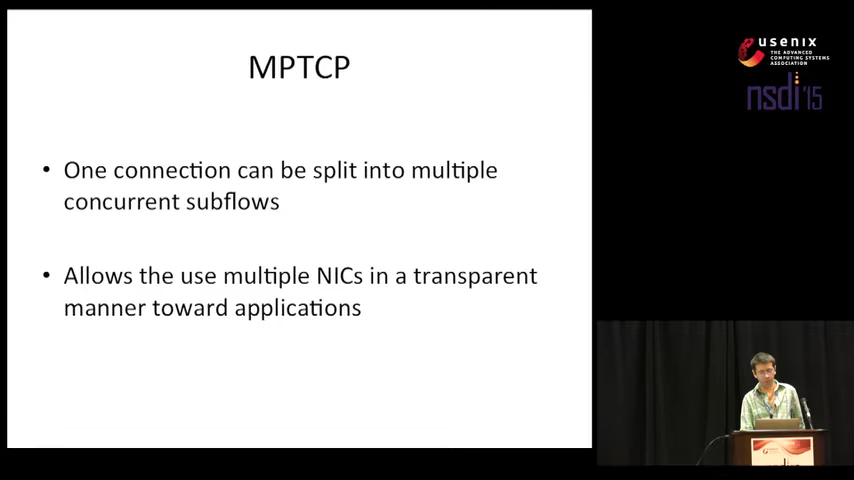 MPTCP
• One connection can be split into multiple
concurrent subflows
• Allows the use multiple NICs in a transparent
manner toward applications
usenix
THE ADVANCED
COMPUTING SYSTEMS
ASSOCIATION
nsdi '15